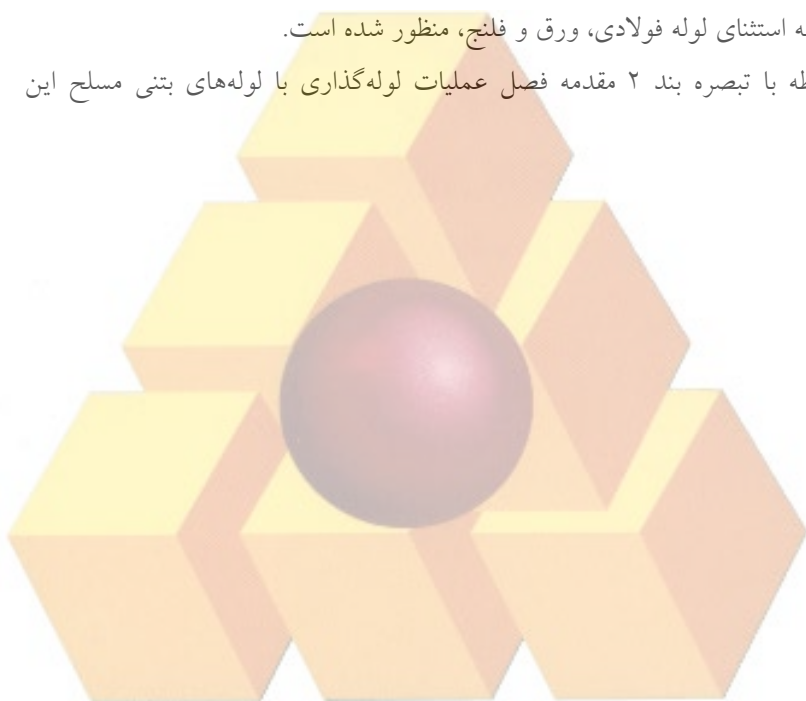 استثنای لوله فولادی، ورق و فلنج، منظور شده است.
با تبصره بند ۲ مقدمه فصل عملیات لوله‌گذاری با لوله‌های بتنی مسلح این